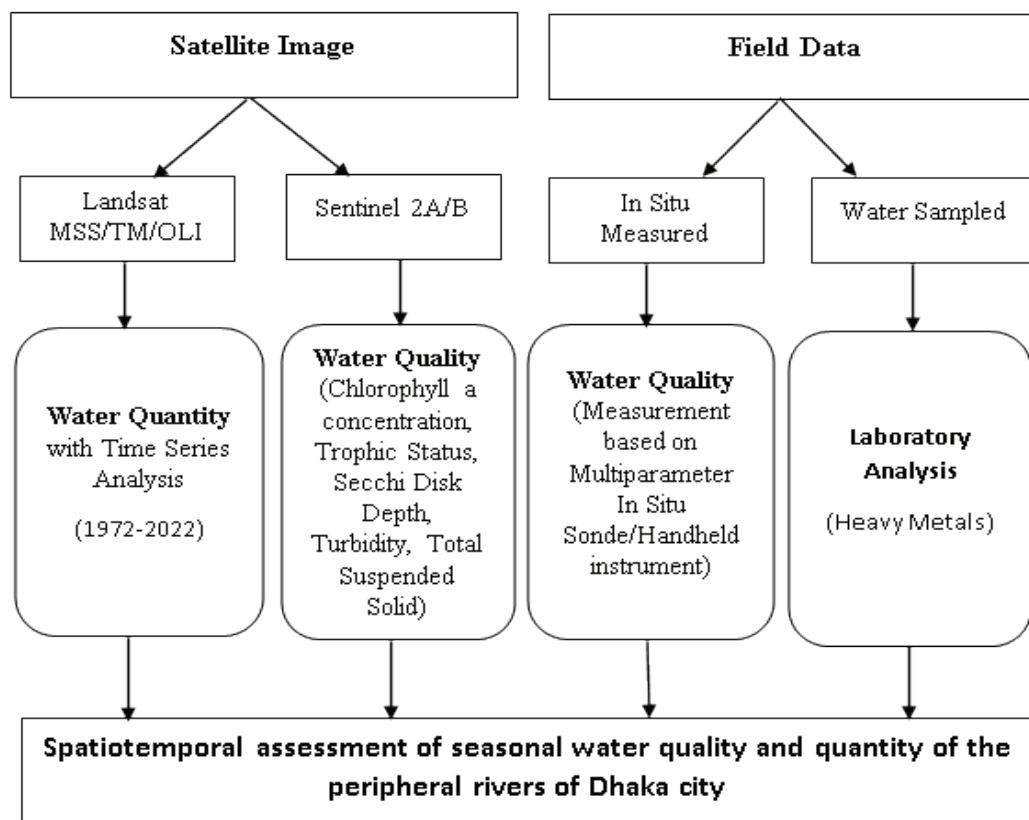 Satellite Image
Field Data
Landsat
MSS/TM/OLI
Sentinel 2A/B
In Situ
Measured
Water Sampled
Water Quantity
with Time Series
Analysis
(1972-2022)
Water Quality
(Chlorophyll a
concentration,
Trophic Status,
Secchi Disk
Depth,
Turbidity, Total
Suspended
Solid)
Water Quality
(Measurement
based on
Multiparameter
In Situ
Sonde/Handheld
instrument)
Laboratory
Analysis
(Heavy Metals)
Spatiotemporal assessment of seasonal water quality and quantity of the
peripheral rivers of Dhaka city